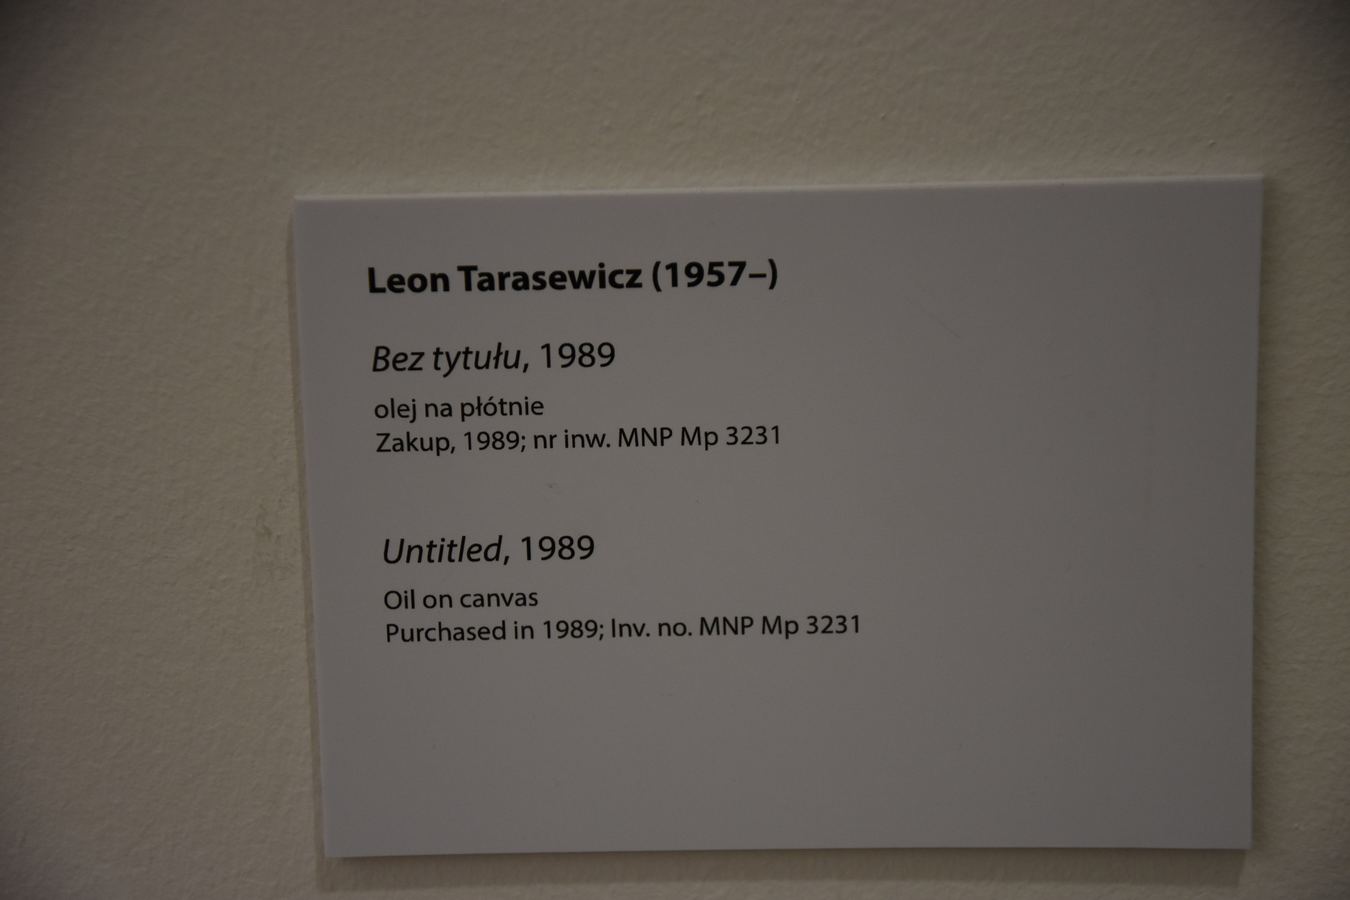 Leon Tarasewicz (1957–)
Bez tytułu, 1989
olej na płótnie
Zakup, 1989; nr inw. MNP Mp 3231
Untitled, 1989
Oil on canvas
Purchased in 1989; Inv. no. MNP Mp 3231